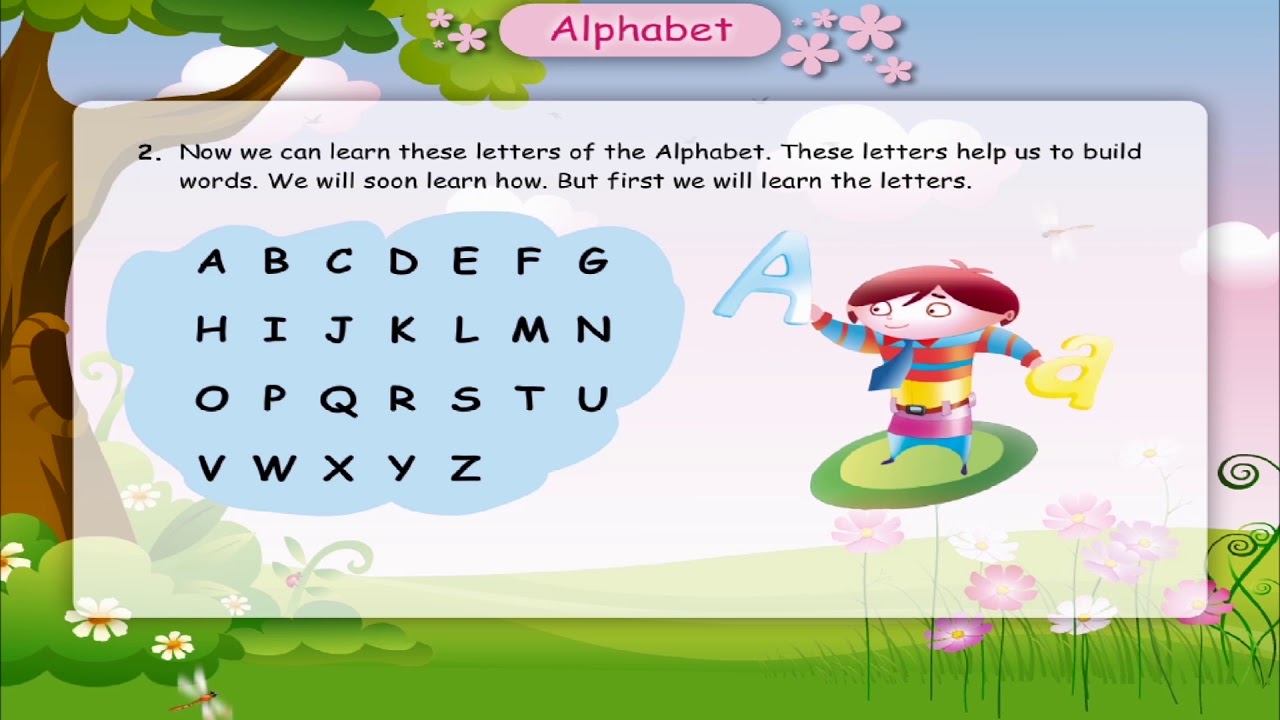 Alphabet
2. Now we can learn these letters of the Alphabet. These letters help us to build
words. We will soon learn how. But first we will learn the letters.
A B C D E F G
H I J K L M N
O P Q R S T U
V W X Y Z
A
a